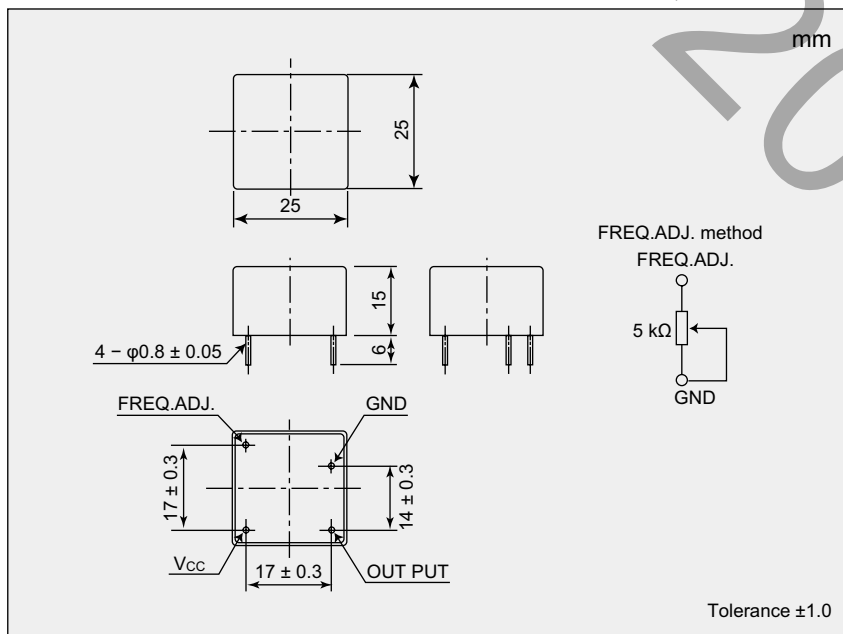 mm
25
25
FREQ.ADJ. method
FREQ.ADJ.
5 kΩ
GND
15
6
4 − φ0.8 ± 0.05
FREQ.ADJ.
GND
17 ± 0.3
14 ± 0.3
Vcc
17 ± 0.3
OUT PUT
Tolerance ±1.0